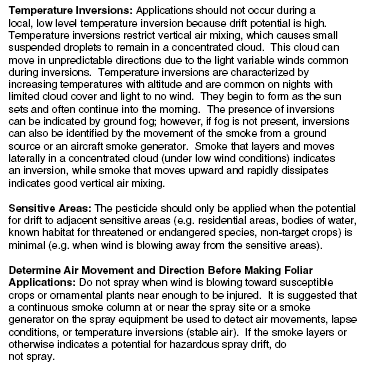 Temperature Inversions: Applications should not occur during a
local, low level temperature inversion because drift potential is high.
Temperature inversions restrict vertical air mixing, which causes small
suspended droplets to remain in a concentrated cloud. This cloud can
move in unpredictable directions due to the light variable winds common
during inversions. Temperature inversions are characterized by
increasing temperatures with altitude and are common on nights with
limited cloud cover and light to no wind. They begin to form as the sun
sets and often continue into the morning. The presence of inversions
can be indicated by ground fog; however, if fog is not present, inversions
can also be identified by the movement of the smoke from a ground
source or an aircraft smoke generator. Smoke that layers and moves
laterally in a concentrated cloud (under low wind conditions) indicates
an inversion, while smoke that moves upward and rapidly dissipates
indicates good vertical air mixing.
Sensitive Areas: The pesticide should only be applied when the potential
for drift to adjacent sensitive areas (e.g. residential areas, bodies of water,
known habitat for threatened or endangered species, non-target crops) is
minimal (e.g. when wind is blowing away from the sensitive areas).
Determine Air Movement and Direction Before Making Foliar
Applications: Do not spray when wind is blowing toward susceptible
crops or ornamental plants near enough to be injured. It is suggested that
a continuous smoke column at or near the spray site or a smoke
generator on the spray equipment be used to detect air movements, lapse
conditions, or temperature inversions (stable air). If the smoke layers or
otherwise indicates a potential for hazardous spray drift, do
not spray.